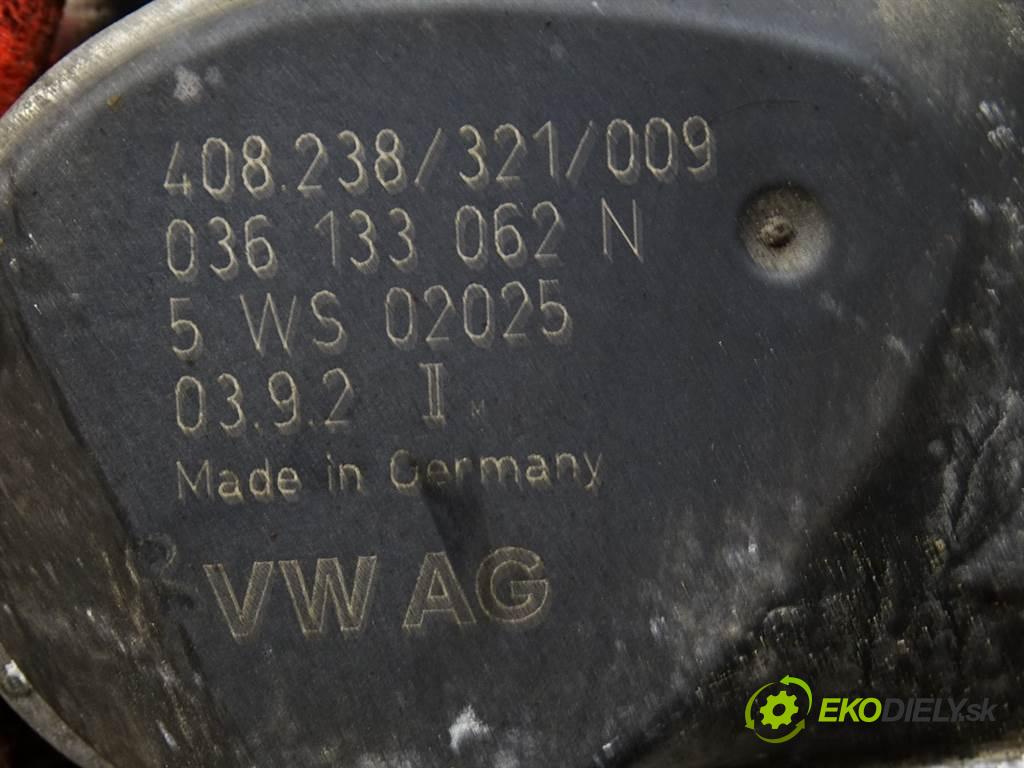 408.238/321/009
036 133 062 N
5 WS 02025
03.9.2 II M
Made in Germany
VW AG
EKODIELY.sk